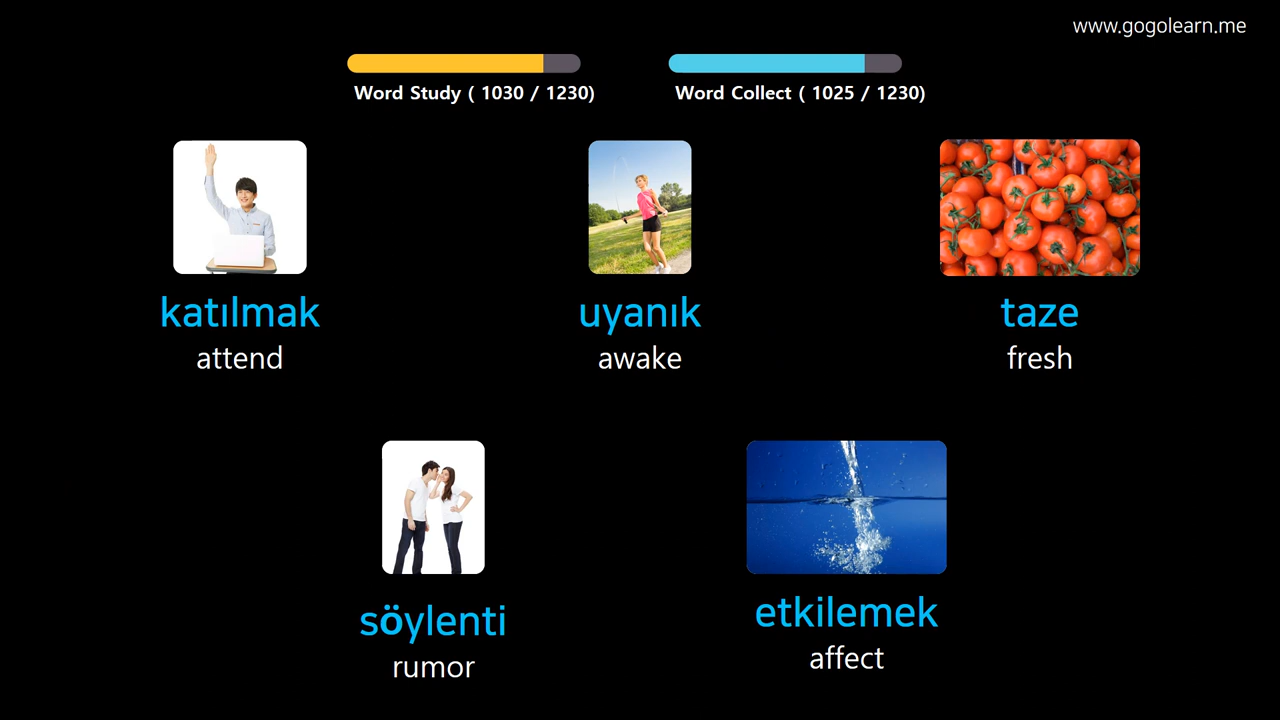 www.gogolearn.me
Word Study ( 1030 / 1230)
Word Collect ( 1025 / 1230)
katılmak
attend
uyanık
awake
taze
fresh
söylenti
rumor
etkilemek
affect